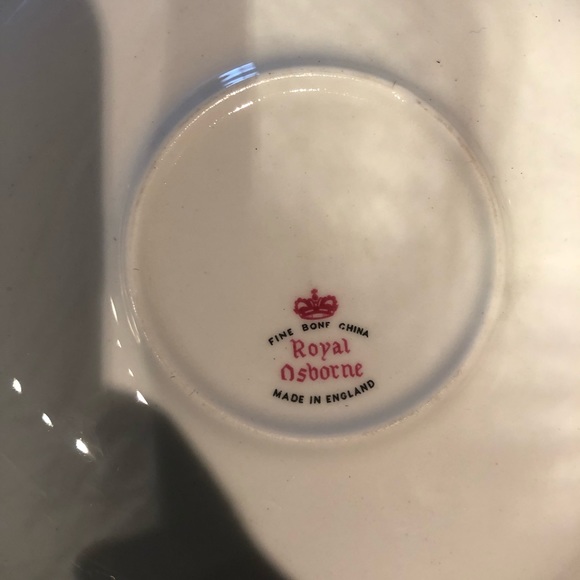 FINE BONE CHINA
Royal
Osborne
MADE IN ENGLAND